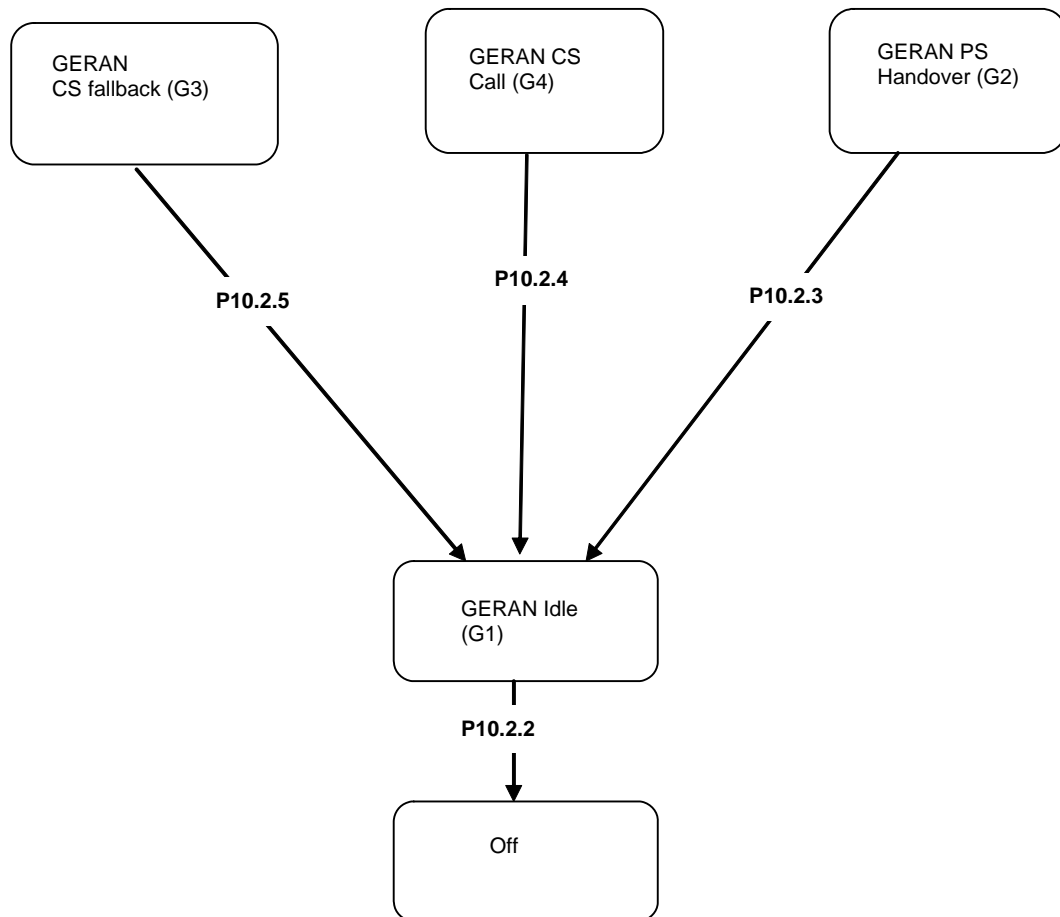 GERAN
CS fallback (G3)
GERAN CS
Call (G4)
GERAN PS
Handover (G2)
P10.2.5
P10.2.4
P10.2.3
GERAN Idle
(G1)
P10.2.2
Off